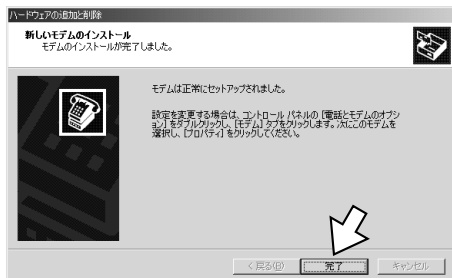 ハードウェアの追加と削除
新しいモデムのインストール
モデムのインストールが完了しました。
モデムは正常にセットアップされました。
設定を変更する場合は、コントロール パネルの [電話とモデムのオプシ
ョン] をダブルクリックし、[モデム] タブをクリックします。次にこのモデムを
選択し、[プロパティ] をクリックしてください。
< 戻る(B)
完了
キャンセル